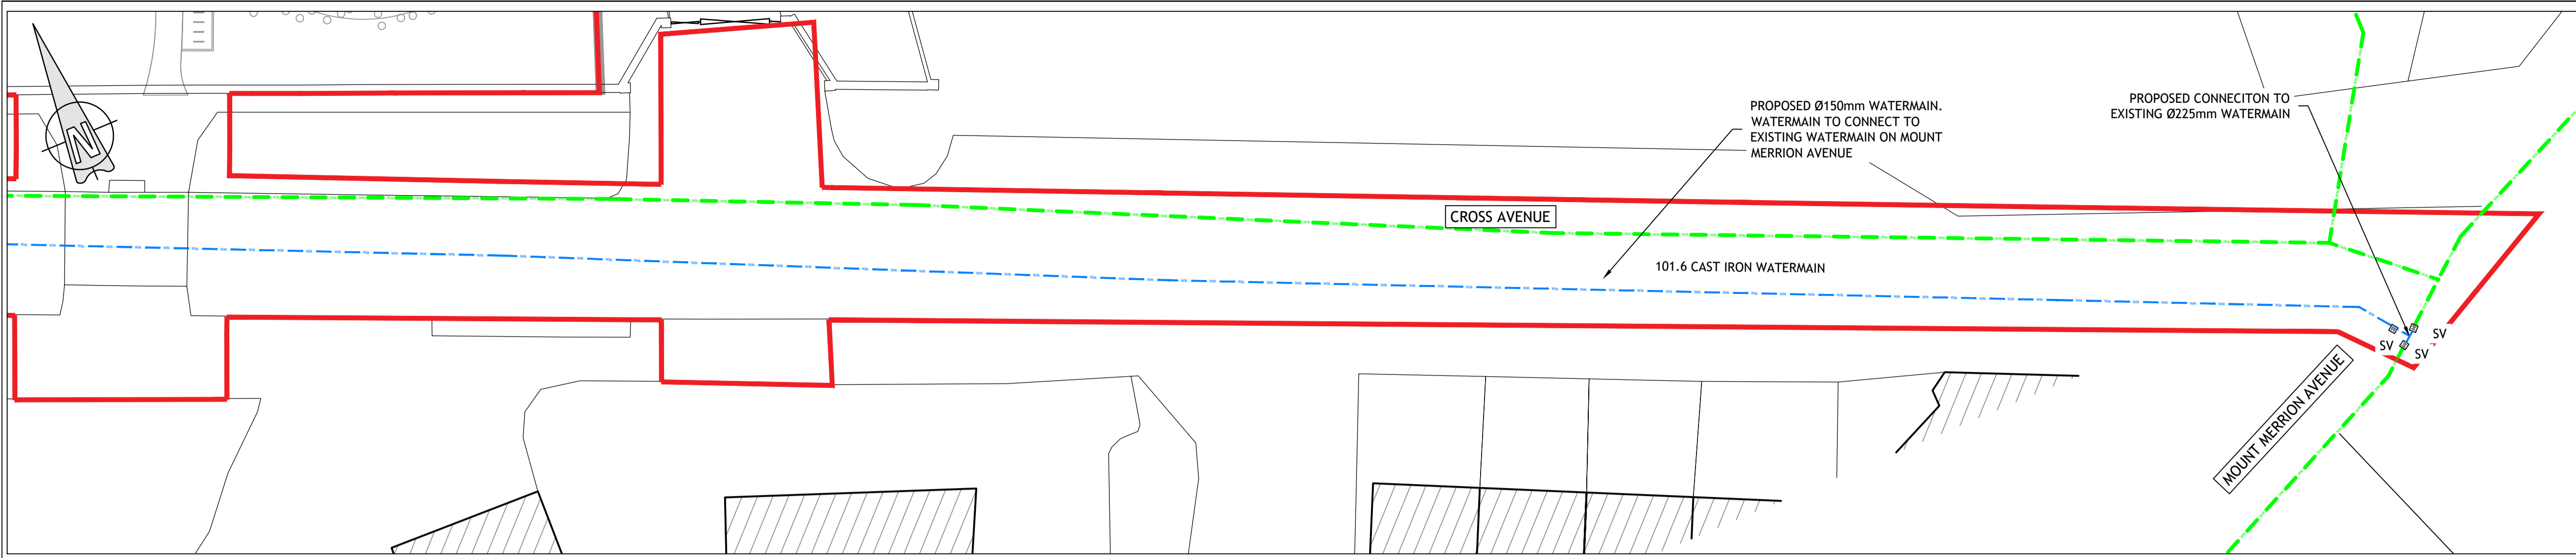 N
PROPOSED Ø150mm WATERMAIN.
WATERMAIN TO CONNECT TO
EXISTING WATERMAIN ON MOUNT
MERRION AVENUE
PROPOSED CONNECITON TO
EXISTING Ø225mm WATERMAIN
CROSS AVENUE
101.6 CAST IRON WATERMAIN
SV
SV
SV
MOUNT MERRION AVENUE